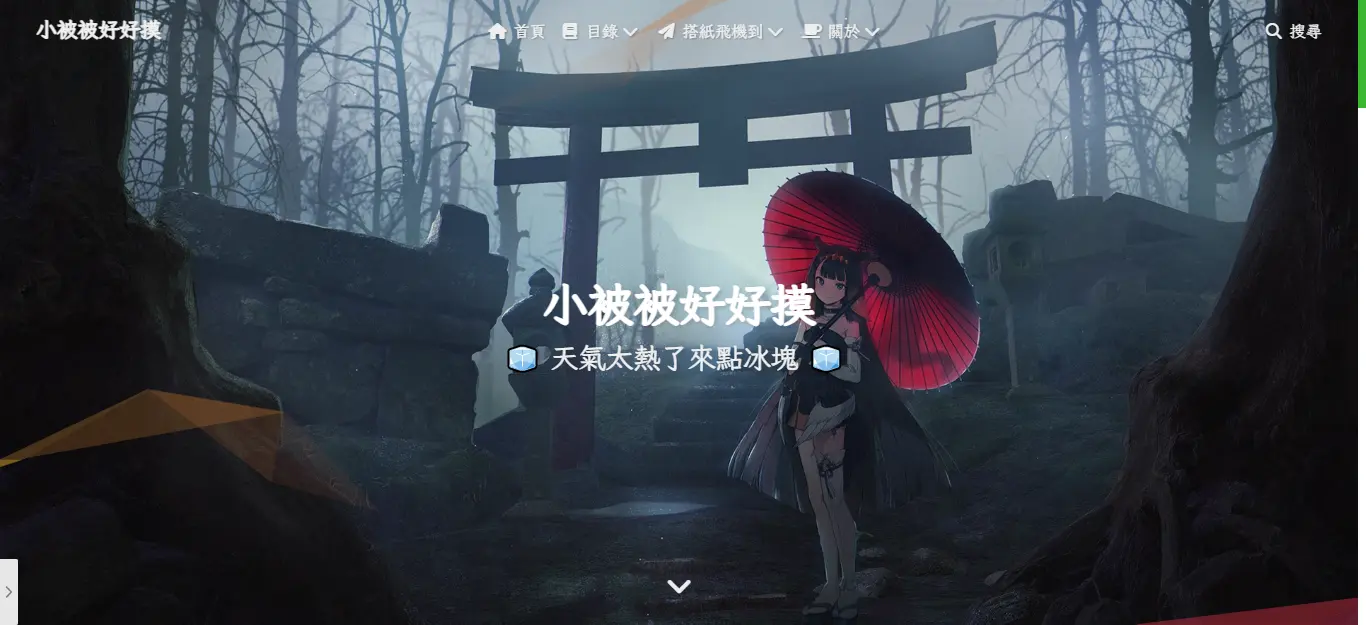 小被被好好摸
首頁 目錄 搭紙飛機到 關於
搜尋
小被被好好摸
🧊 天氣太熱了來點冰塊 🧊